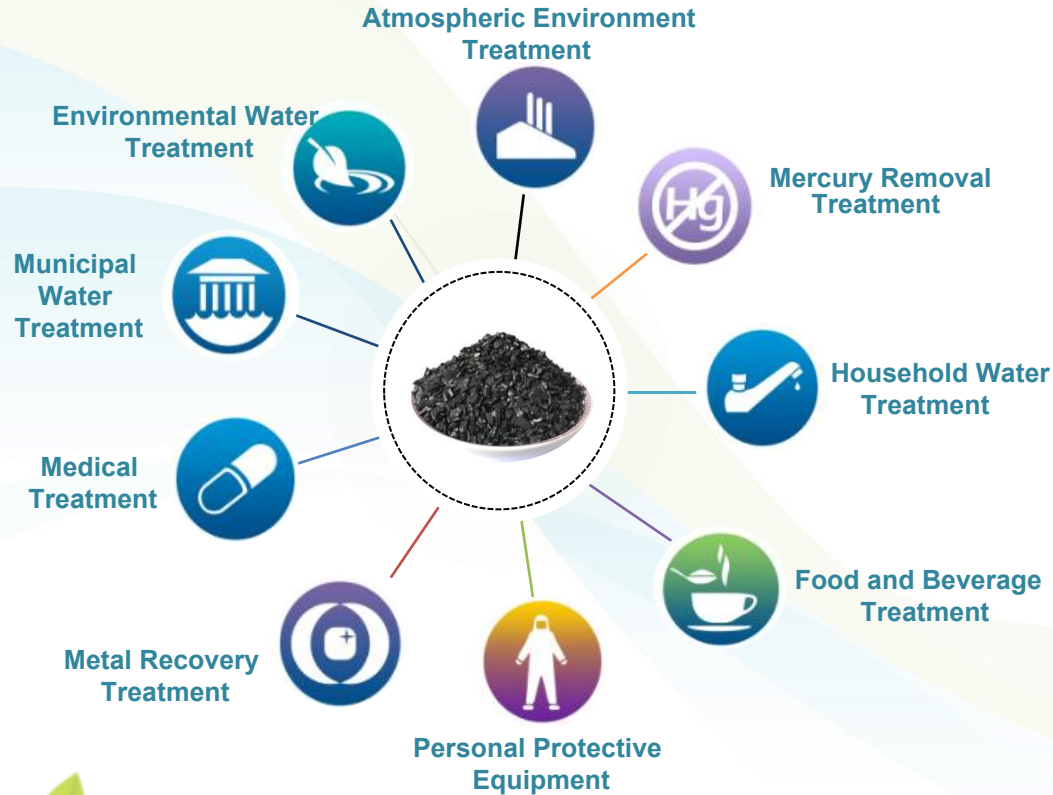 Atmospheric Environment
Treatment
Environmental Water
Treatment
Hg
Mercury Removal
Treatment
Municipal
Water
Treatment
Household Water
Treatment
Medical
Treatment
Food and Beverage
Treatment
Metal Recovery
Treatment
Personal Protective
Equipment